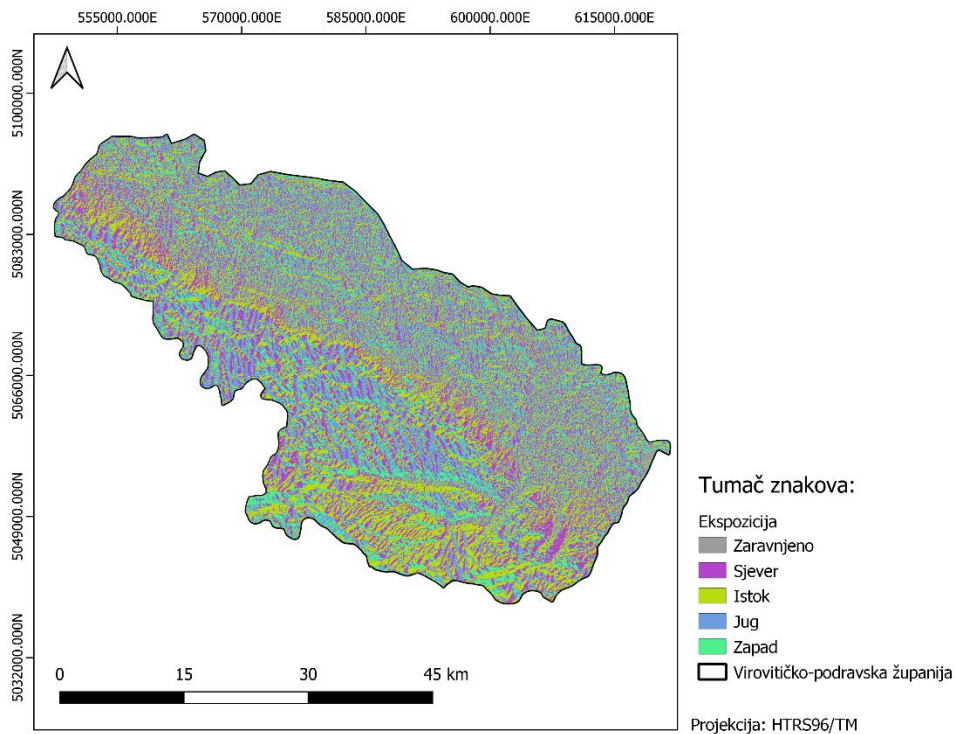 555000.000E 570000.000E 585000.000E 600000.000E 615000.000E
5100000.000N
5083000.000N
5066000.000N
5049000.000N
5032000.000N
0 15 30 45 km
Tumač znakova:
Ekspozicija
Zaravnjeno
Sjever
Istok
Jug
Zapad
Virovitičko-podravska županija
Projekcija: HTRS96/TM